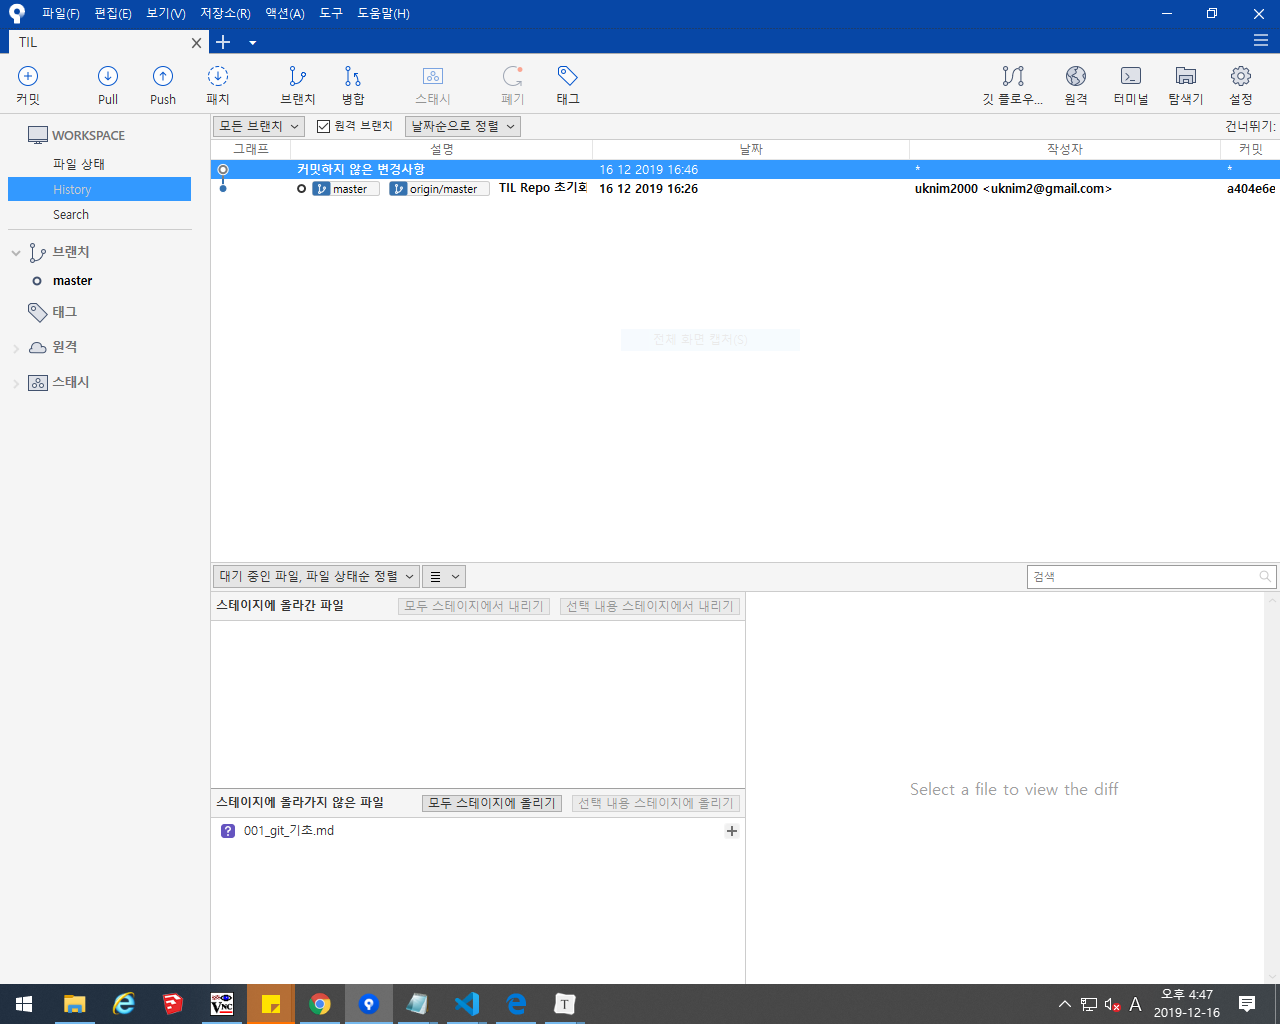 파일(F) 편집(E) 보기(V) 저장소(R) 액션(A) 도구 도움말(H)
TIL
커밋 Pull Push 패치 브랜치 병합 스태시 폐기 태그 깃 플로우... 원격 터미널 탐색기 설정
WORKSPACE
파일 상태
History
Search
브랜치
master
태그
원격
스태시
모든 브랜치 원격 브랜치 날짜순으로 정렬 건너뛰기:
그래프 설명 날짜 작성자 커밋
커밋하지 않은 변경사항 16 12 2019 16:46 * *
master origin/master TIL Repo 초기화 16 12 2019 16:26 uknim2000 <uknim2@gmail.com> a404e6e
전체 화면 캡처(S)
대기 중인 파일, 파일 상태순 정렬 검색
스테이지에 올라간 파일 모두 스테이지에서 내리기 선택 내용 스테이지에서 내리기
Select a file to view the diff
스테이지에 올라가지 않은 파일 모두 스테이지에 올리기 선택 내용 스테이지에 올리기
001_git_기초.md
VNC T A 오후 4:47
2019-12-16